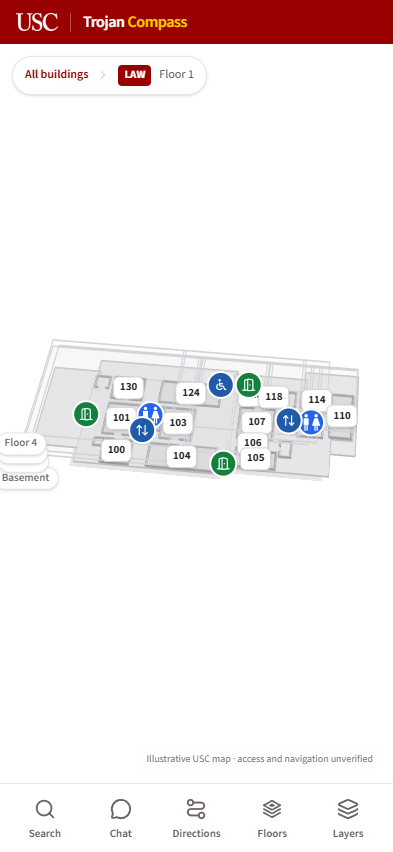 USC Trojan Compass
All buildings > LAW Floor 1
130
124
118
114
110
101
103
107
106
100
104
105
Floor 4
Basement
Illustrative USC map · access and navigation unverified
Search Chat Directions Floors Layers